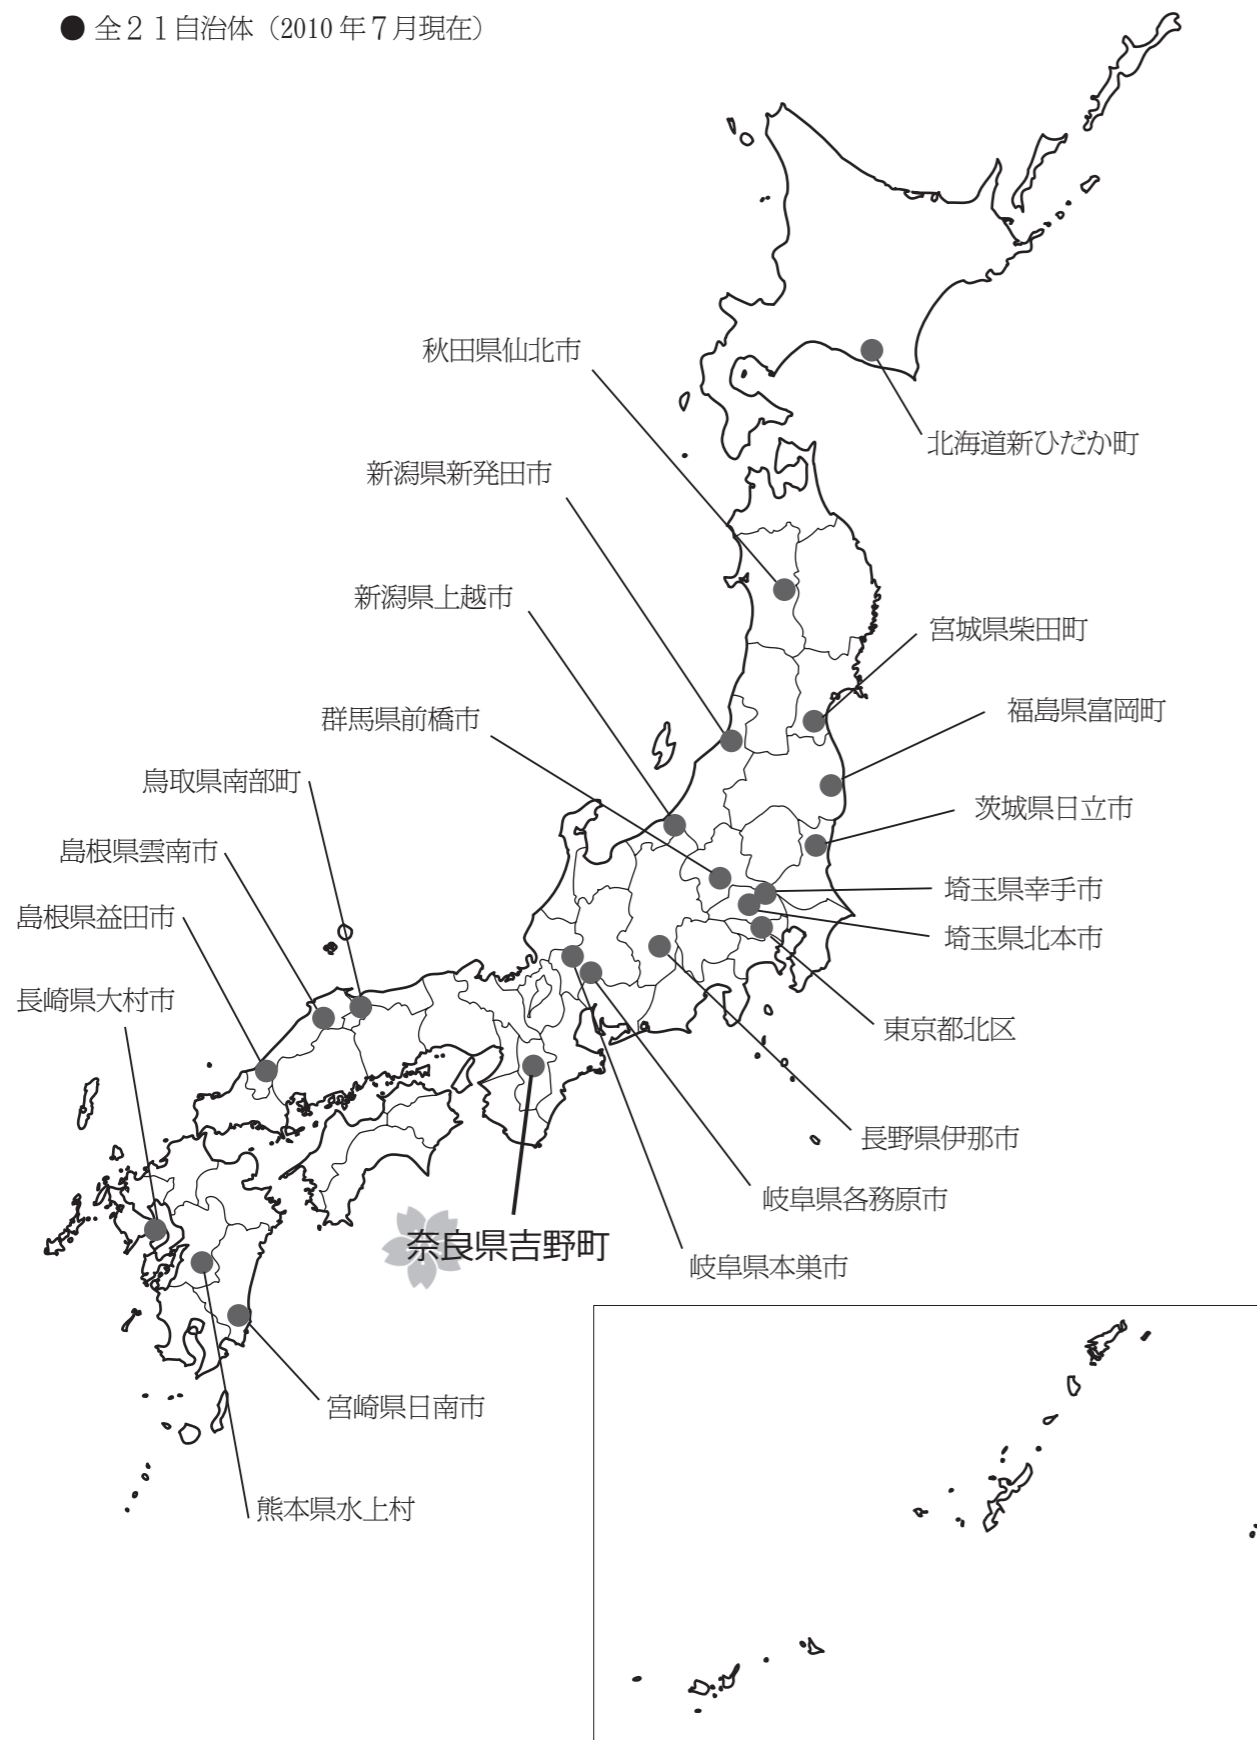 ● 全２１自治体（2010 年７月現在）
秋田県仙北市
北海道新ひだか町
新潟県新発田市
新潟県上越市
宮城県柴田町
群馬県前橋市
福島県富岡町
鳥取県南部町
茨城県日立市
島根県雲南市
埼玉県幸手市
島根県益田市
埼玉県北本市
長崎県大村市
東京都北区
長野県伊那市
岐阜県各務原市
奈良県吉野町
岐阜県本巣市
宮崎県日南市
熊本県水上村